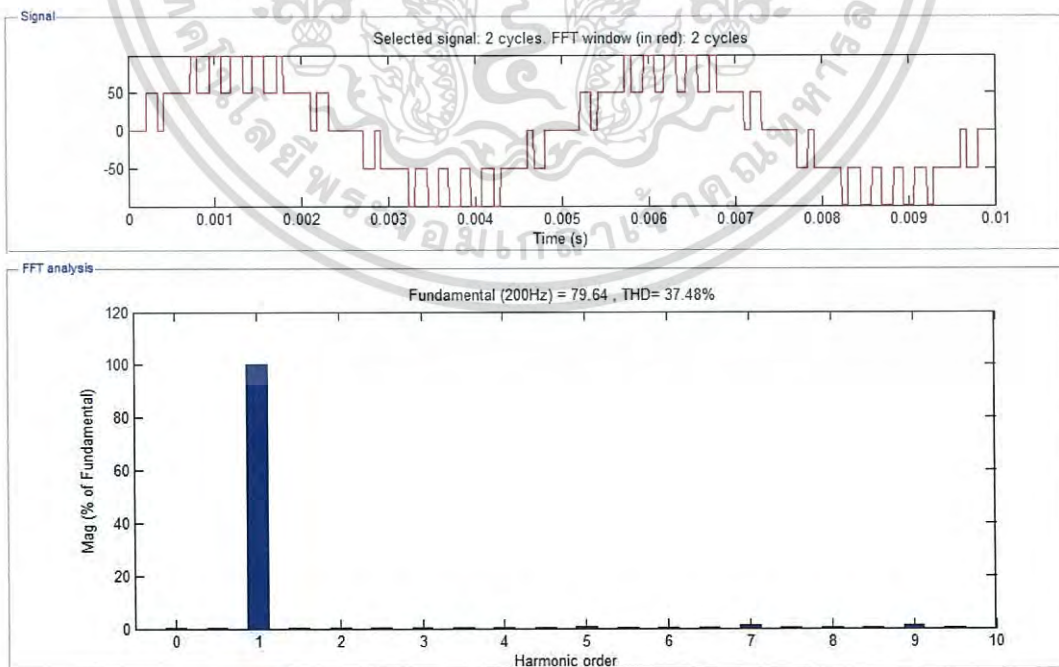 Signal
Selected signal: 2 cycles. FFT window (in red): 2 cycles
50
0
-50
0 0.001 0.002 0.003 0.004 0.005 0.006 0.007 0.008 0.009 0.01
Time (s)
FFT analysis
Fundamental (200Hz) = 79.64 , THD= 37.48%
120
100
80
60
40
20
0
Mag (% of Fundamental)
0 1 2 3 4 5 6 7 8 9 10
Harmonic order